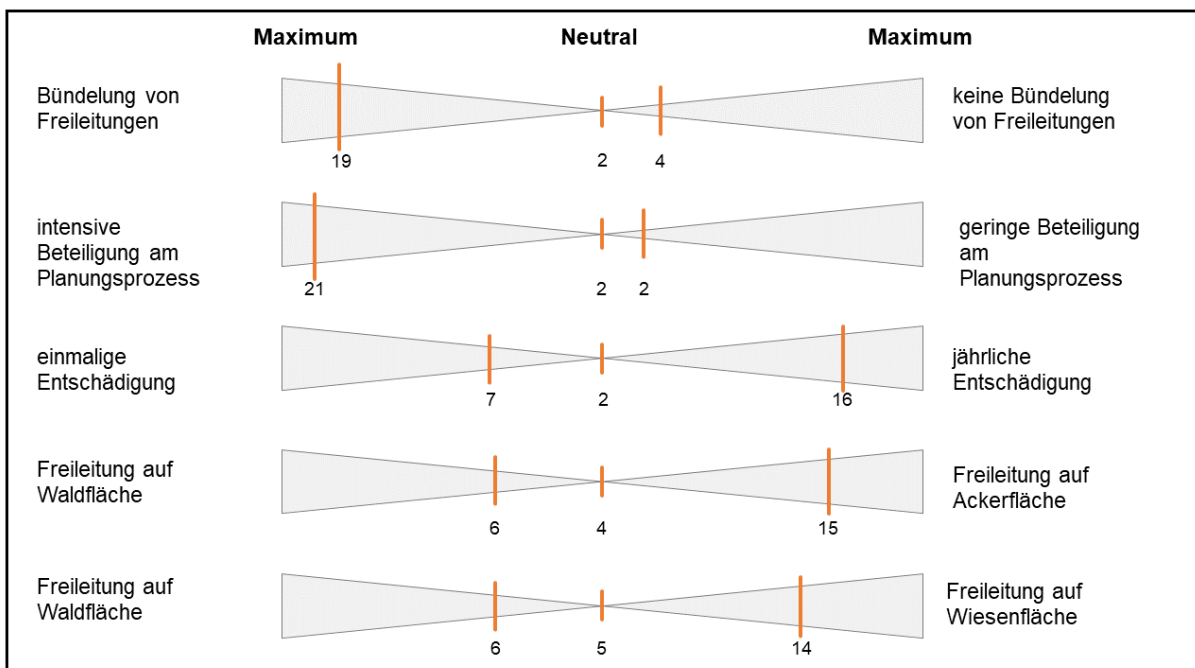 Maximum Neutral Maximum
Bündelung von
Freileitungen
keine Bündelung
von Freileitungen
19 2 4
intensive
Beteiligung am
Planungsprozess
geringe Beteiligung
am
Planungsprozess
21 2 2
einmalige
Entschädigung
jährliche
Entschädigung
7 2 16
Freileitung auf
Waldfläche
Freileitung auf
Ackerfläche
6 4 15
Freileitung auf
Waldfläche
Freileitung auf
Wiesenfläche
6 5 14